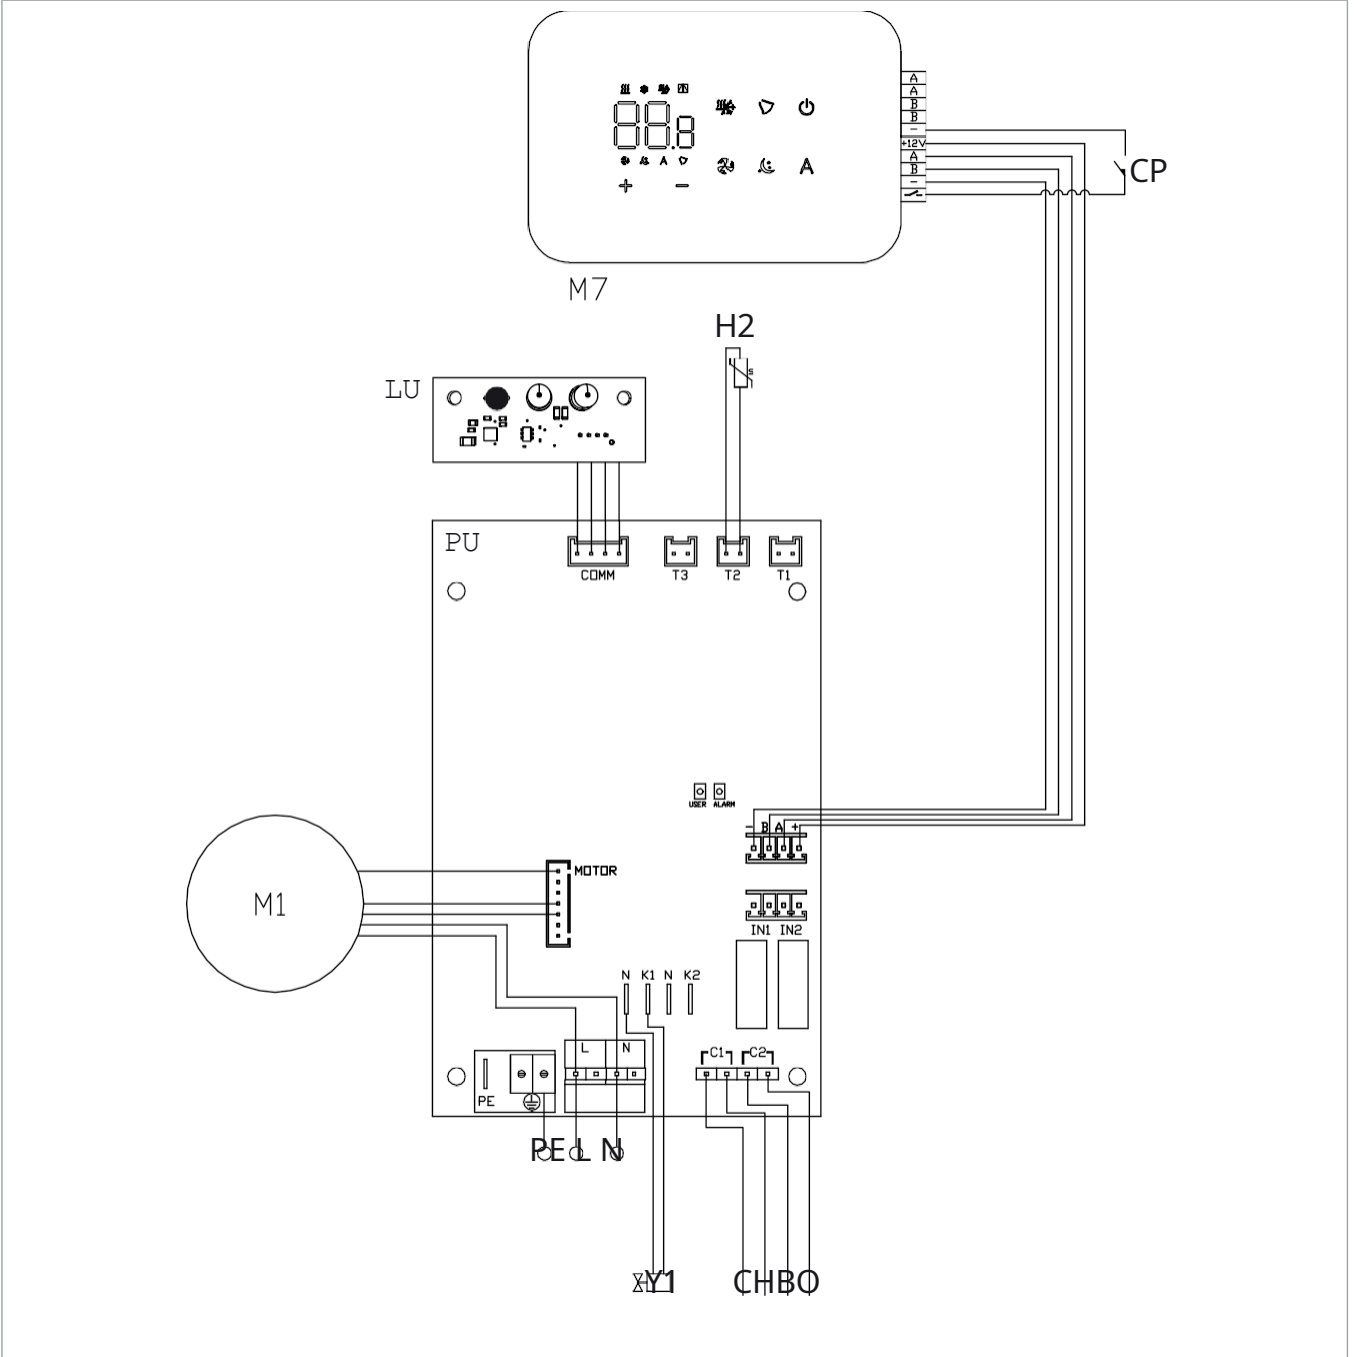 A
A
B
B
-
+12V
A
B
-
CP
88.8
A
A
+ -
M7
H2
LU
PU
COMM T3 T2 T1
USER ALARM
- B A +
MOTOR
M1
IN1 IN2
N K1 N K2
L N
C1 C2
PE
PE L N
Y1 CHBO